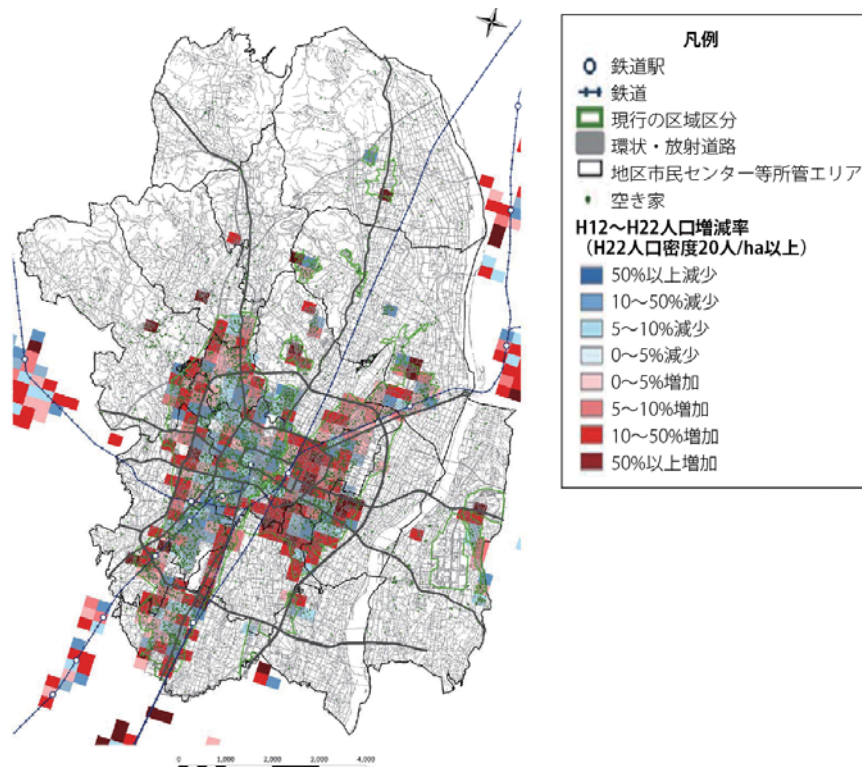 凡例
鉄道駅
鉄道
現行の区域区分
環状・放射道路
地区市民センター等所管エリア
空き家
H12～H22人口増減率
（H22人口密度20人/ha以上）
50%以上減少
10～50%減少
5～10%減少
0～5%減少
0～5%増加
5～10%増加
10～50%増加
50%以上増加
0 1,000 2,000 3,000 4,000